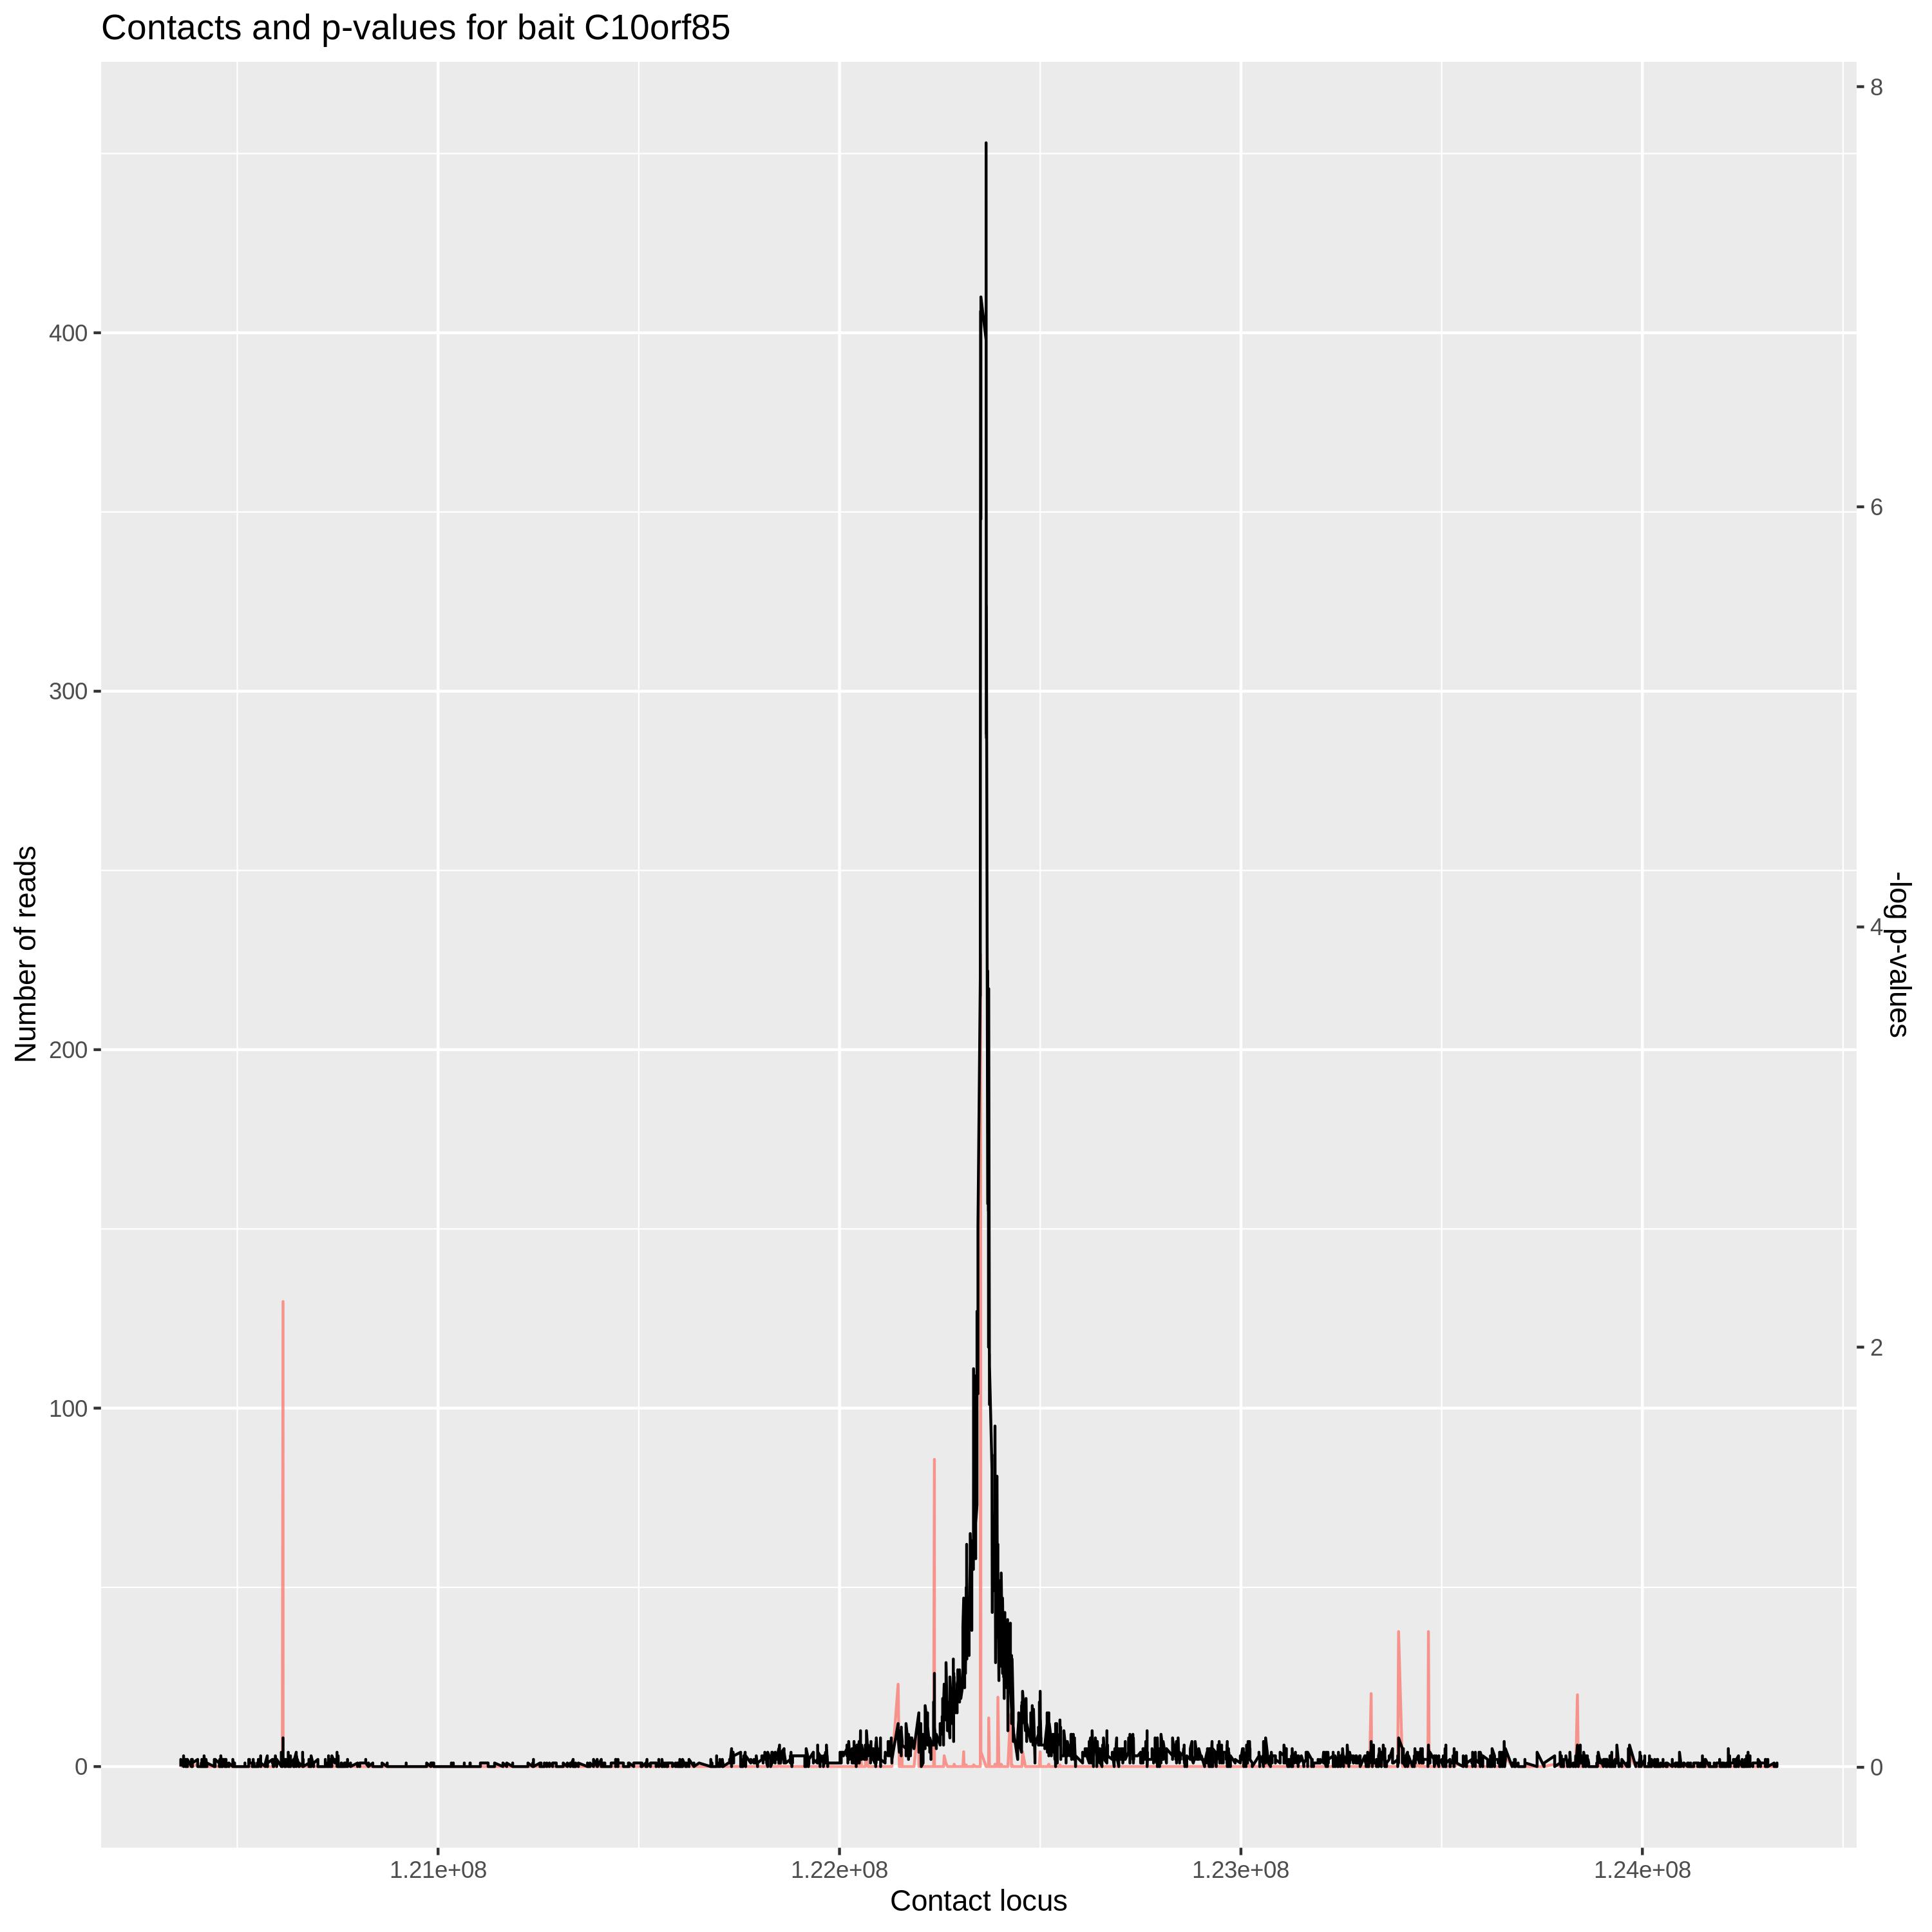 Contacts and p-values for bait C10orf85
Number of reads
400
300
200
100
0
8
6
4
2
0
-log p-values
1.21e+08 1.22e+08 1.23e+08 1.24e+08
Contact locus